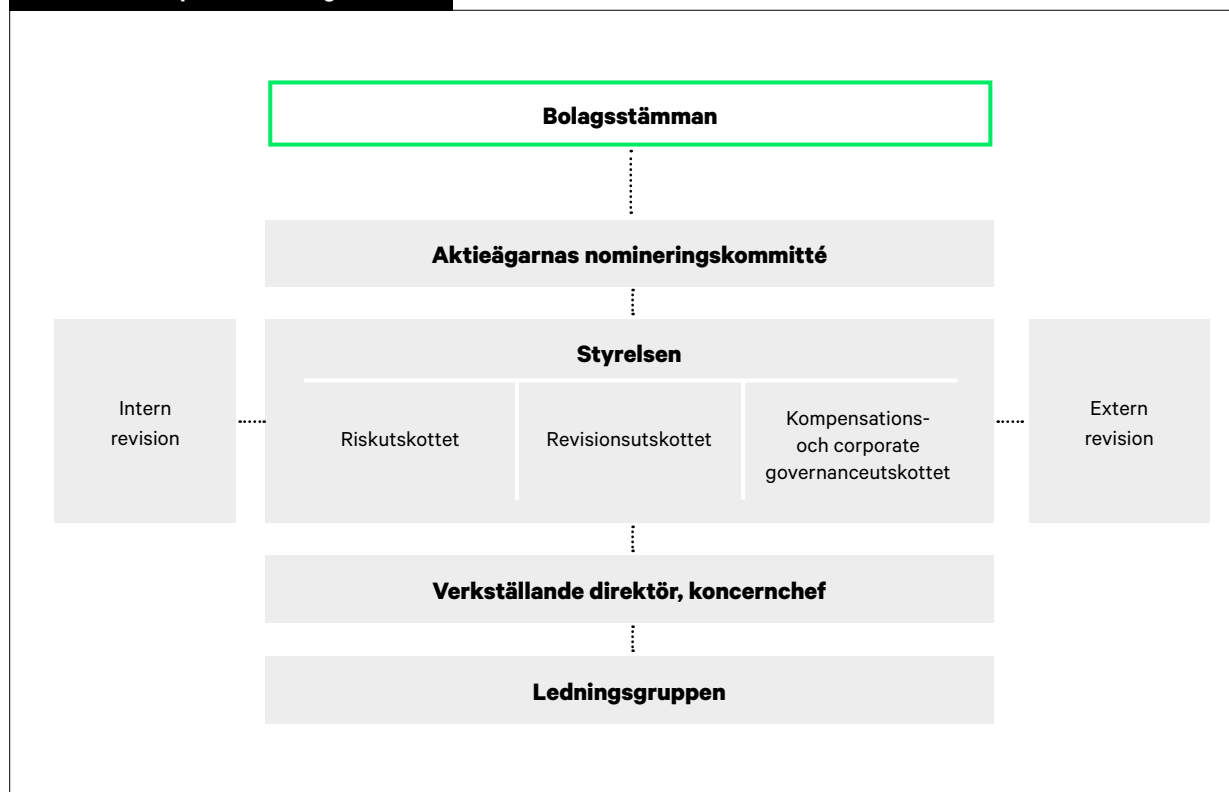 Bolagsstämman
Aktieägarnas nomineringskommitté
Styrelsen
Intern
revision
Riskutskottet
Revisionsutskottet
Kompensations-
och corporate
governanceutskottet
Extern
revision
Verkställande direktör, koncernchef
Ledningsgruppen